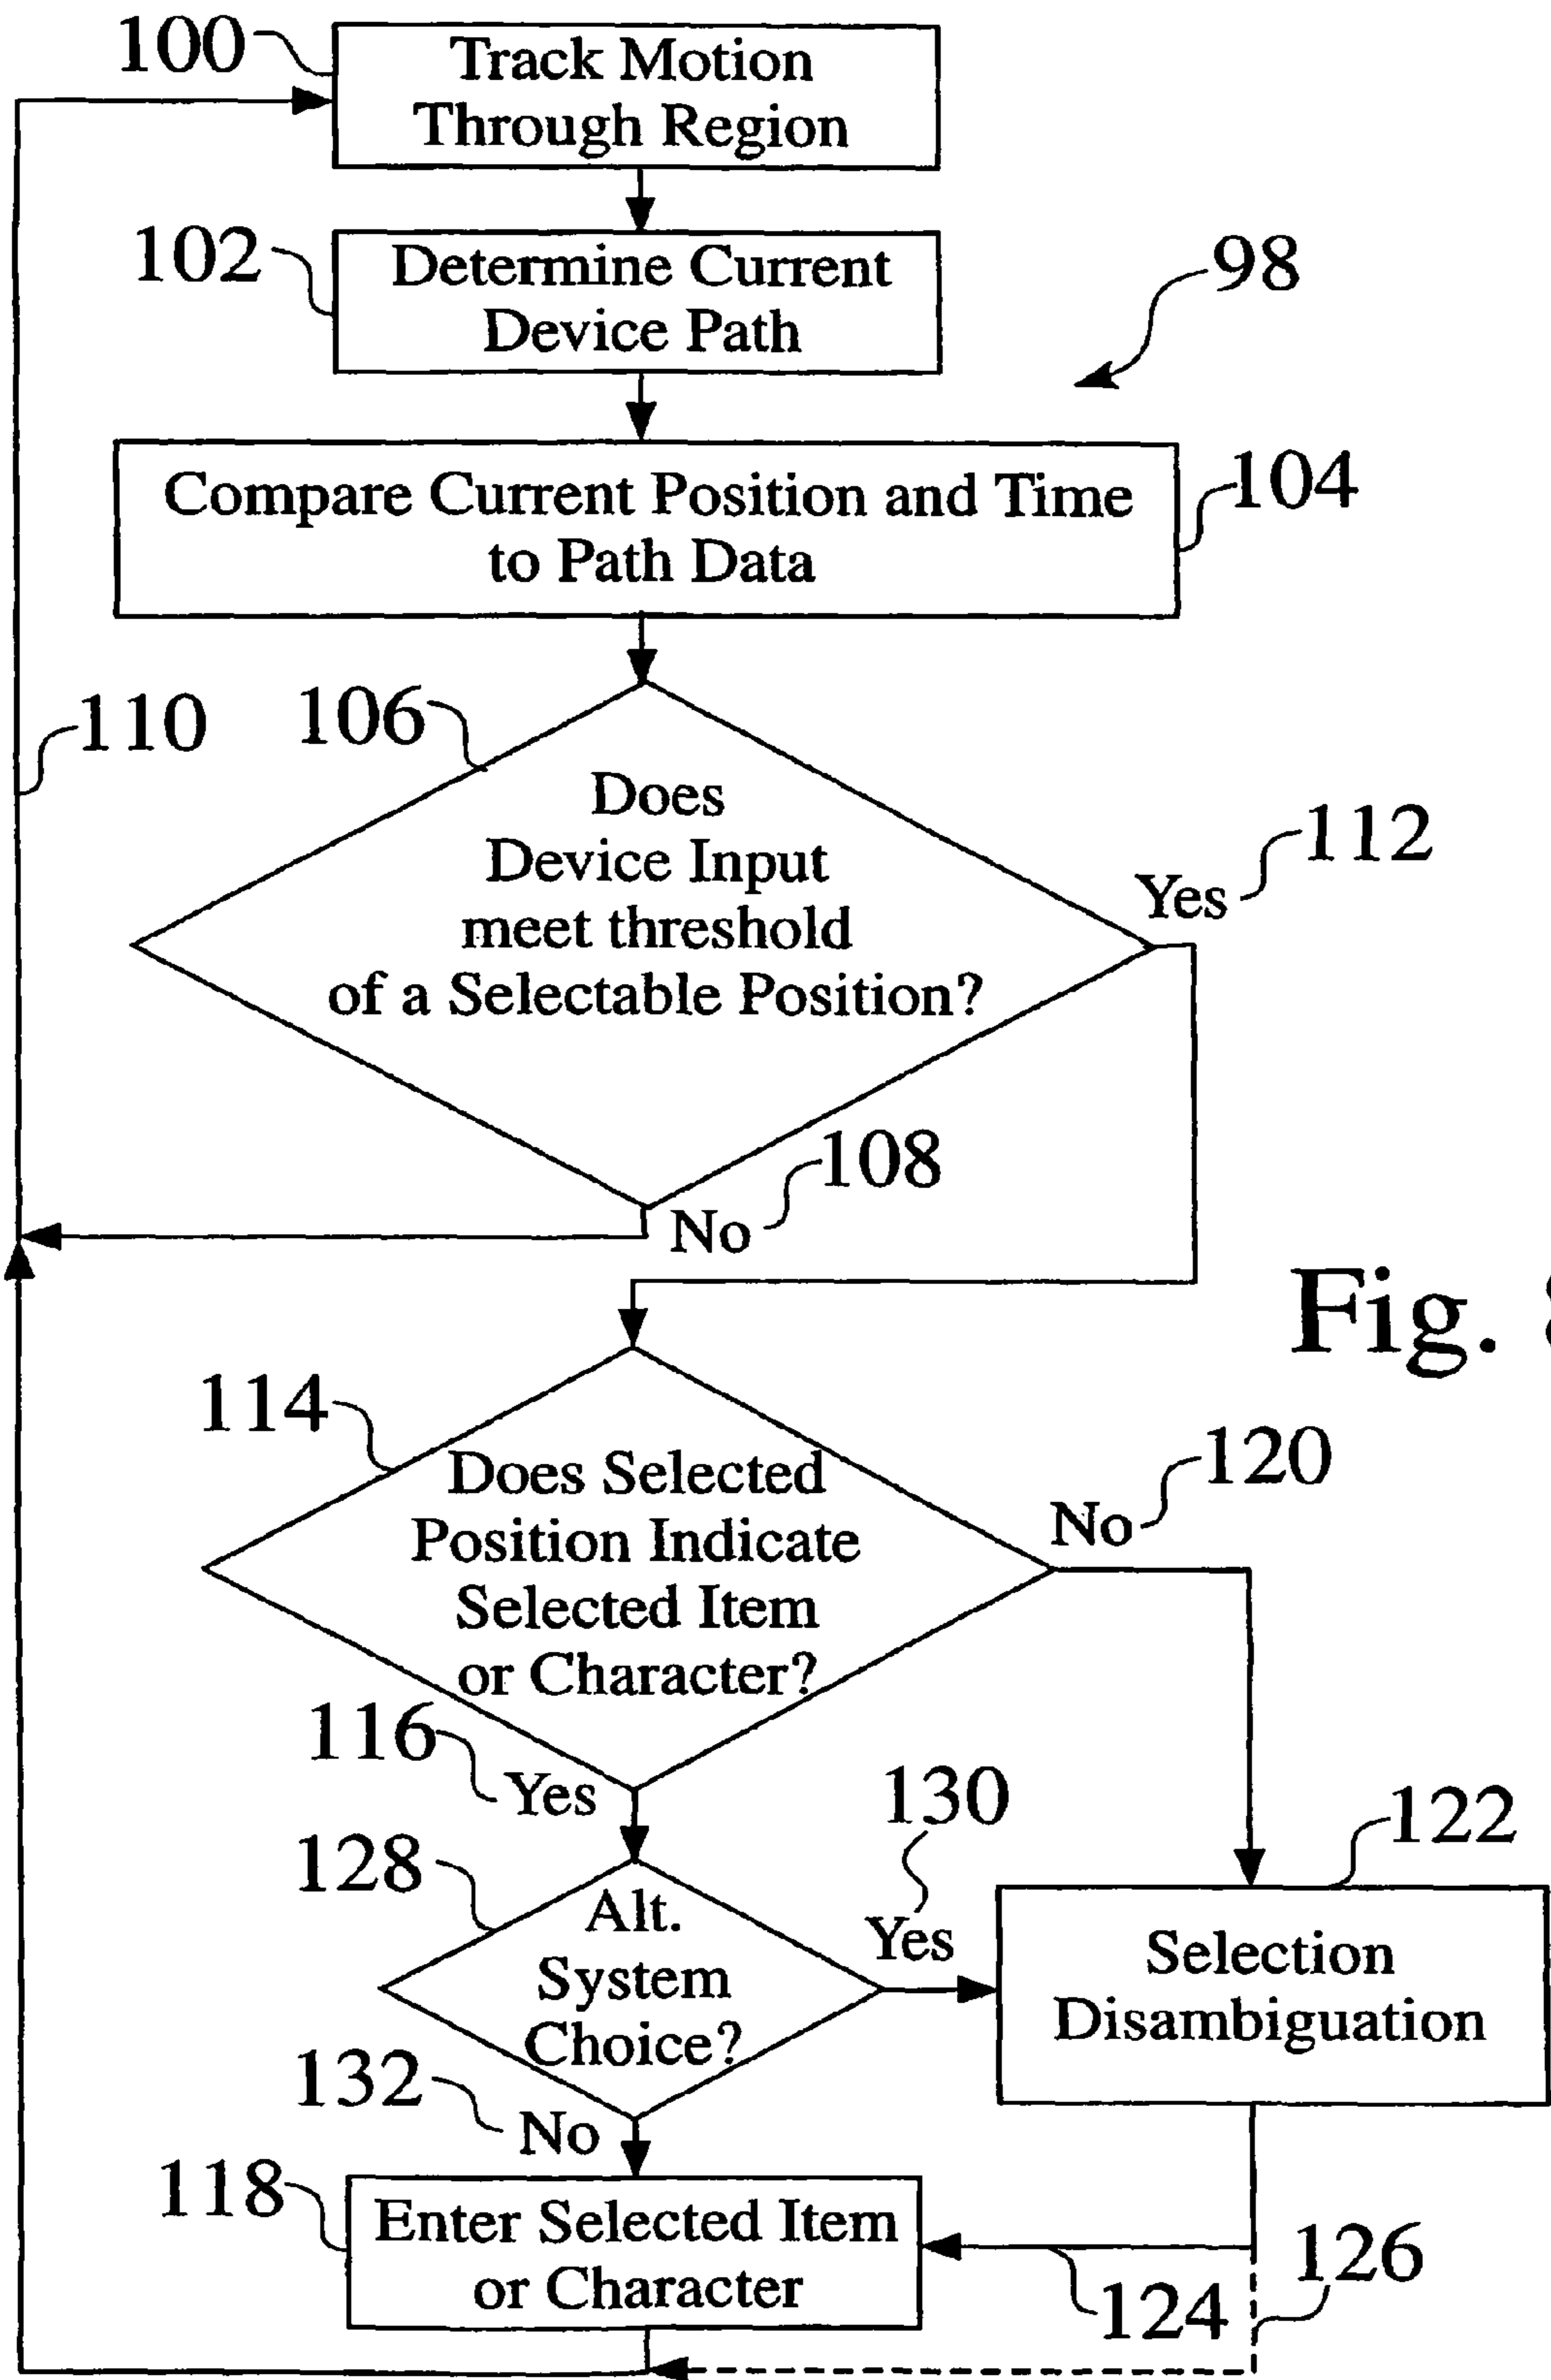 100
Track Motion
Through Region
102
Determine Current
Device Path
98
Compare Current Position and Time
to Path Data
104
110
106
Does
Device Input
meet threshold
of a Selectable Position?
Yes
112
108
No
Fig. 8
114
Does Selected
Position Indicate
Selected Item
or Character?
No
120
116
Yes
128
Alt.
System
Choice?
130
Yes
122
Selection
Disambiguation
132
No
118
Enter Selected Item
or Character
124
126